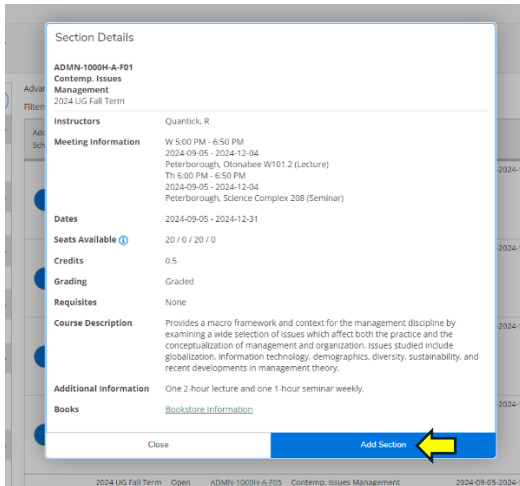 Section Details
ADMN-1000H-A-F01
Contemp. Issues
Management
2024 UG Fall Term
Instructors Quantick, R
Meeting Information W 5:00 PM - 6:50 PM
2024-09-05 - 2024-12-04
Peterborough, Otonabee W101.2 (Lecture)
Th 6:00 PM - 6:50 PM
2024-09-05 - 2024-12-04
Peterborough, Science Complex 208 (Seminar)
Dates 2024-09-05 - 2024-12-31
Seats Available 20 / 0 / 20 / 0
Credits 0.5
Grading Graded
Requisites None
Course Description Provides a macro framework and context for the management discipline by
examining a wide selection of issues which affect both the practice and the
conceptualization of management and organization. Issues studied include
globalization, information technology, demographics, diversity, sustainability, and
recent developments in management theory.
Additional Information One 2-hour lecture and one 1-hour seminar weekly.
Books Bookstore Information
Close Add Section
2024 UG Fall Term Open ADMN-1000H-A-F05 Contemp. Issues Management 2024-09-05-2024-